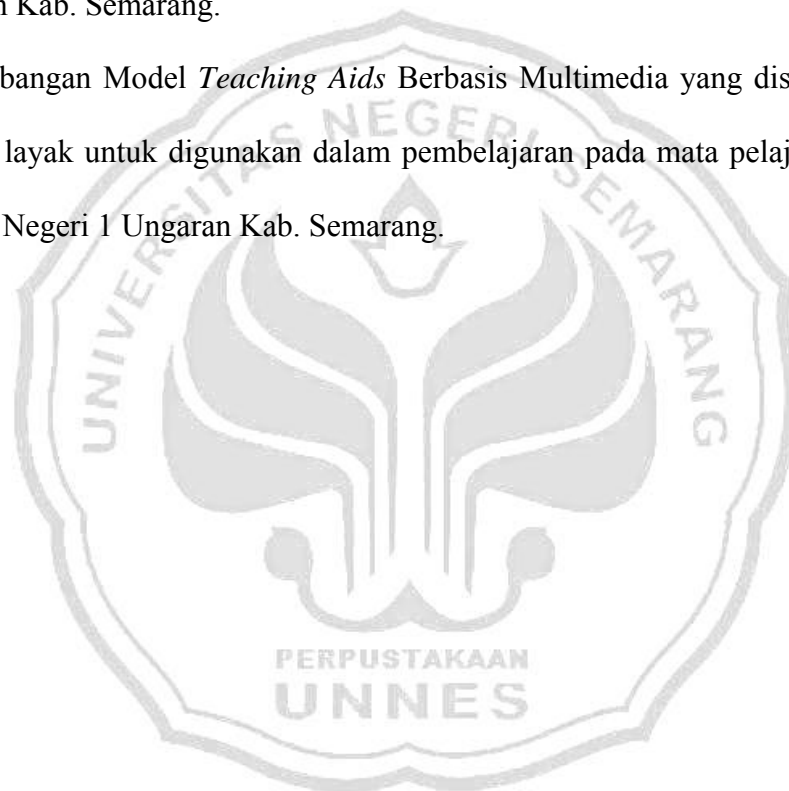 n Kab. Semarang.
bangan Model Teaching Aids Berbasis Multimedia yang dis
layak untuk digunakan dalam pembelajaran pada mata pelaj
Negeri 1 Ungaran Kab. Semarang.
UNIVERSITAS NEGERI SEMARANG
PERPUSTAKAAN
UNNES